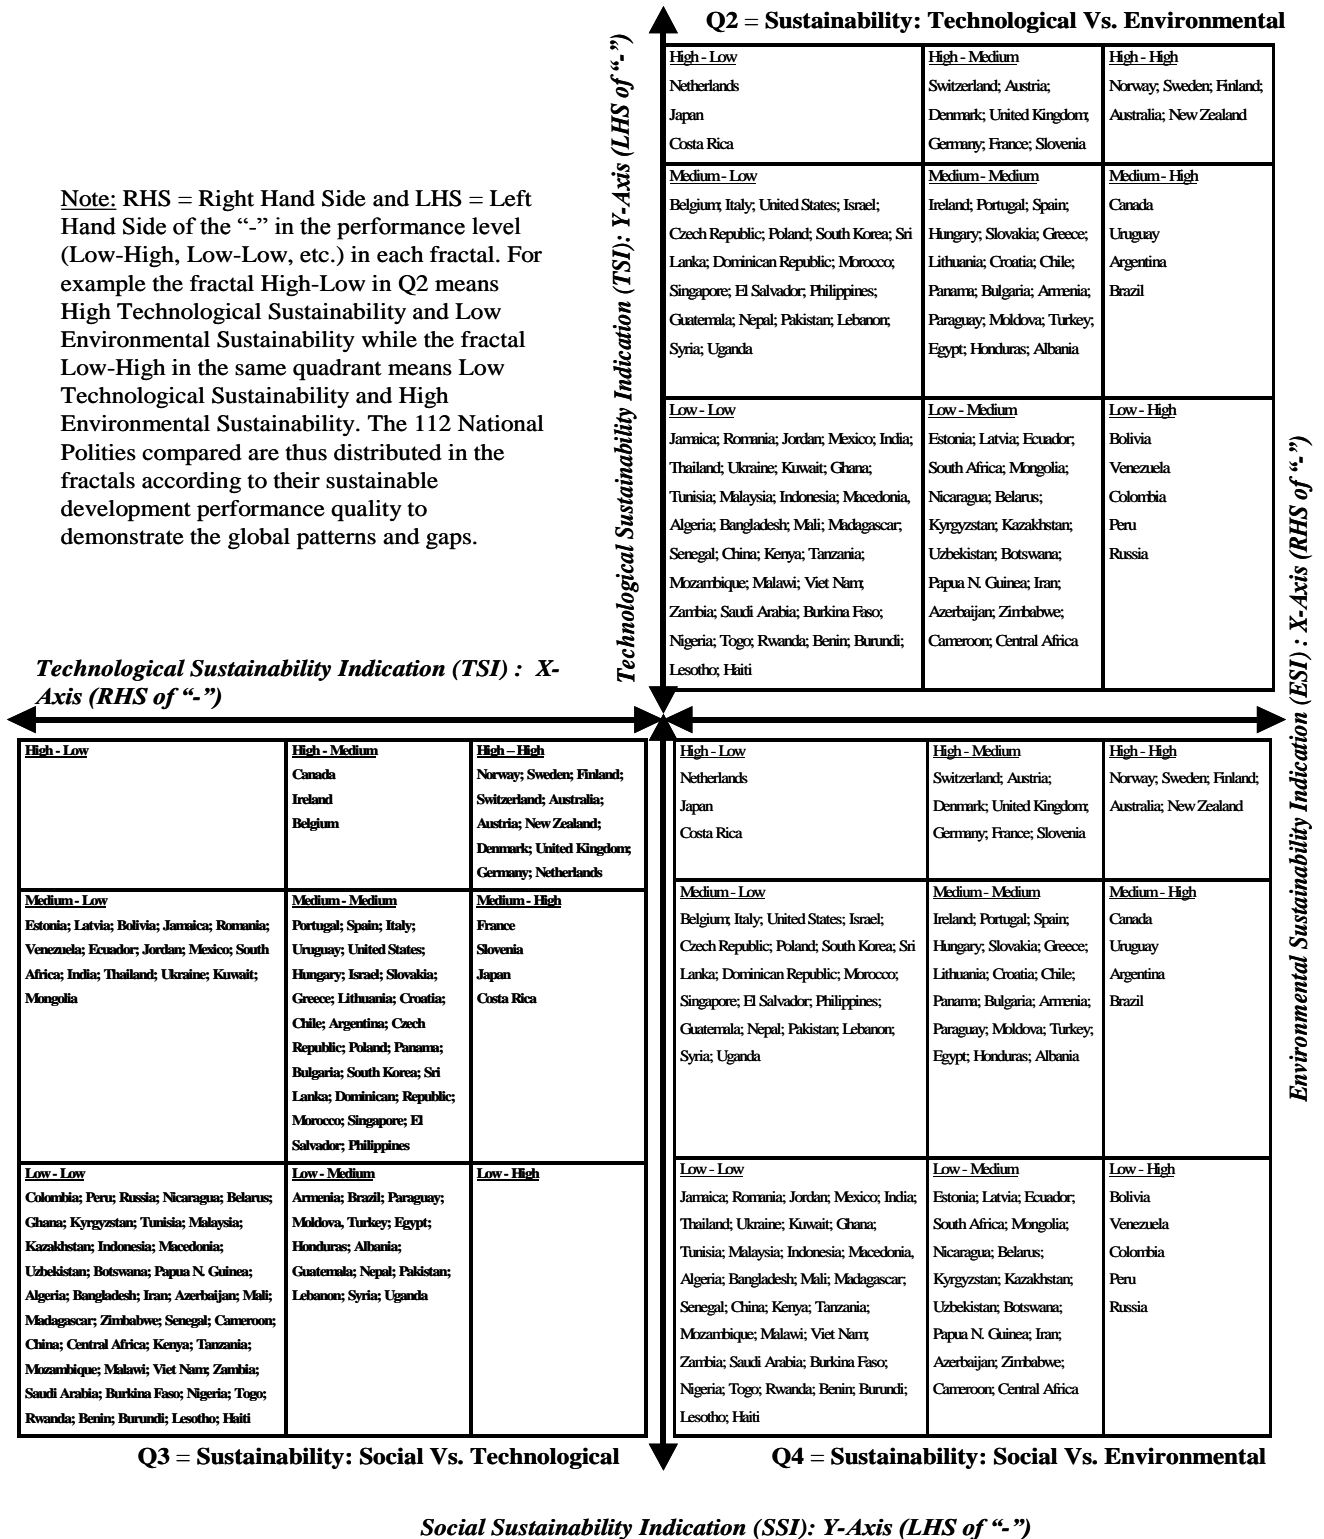 Q2 = Sustainability: Technological Vs. Environmental
Technological Sustainability Indication (TSI): Y-Axis (LHS of “-”)
High - Low
Netherlands
Japan
Costa Rica
High - Medium
Switzerland; Austria;
Denmark; United Kingdom;
Germany; France; Slovenia
High - High
Norway; Sweden; Finland;
Australia; New Zealand
Medium - Low
Belgium; Italy; United States; Israel;
Czech Republic; Poland; South Korea; Sri
Lanka; Dominican Republic; Morocco;
Singapore; El Salvador; Philippines;
Guatemala; Nepal; Pakistan; Lebanon;
Syria; Uganda
Medium - Medium
Ireland; Portugal; Spain;
Hungary; Slovakia; Greece;
Lithuania; Croatia; Chile;
Panama; Bulgaria; Armenia;
Paraguay; Moldova; Turkey;
Egypt; Honduras; Albania
Medium - High
Canada
Uruguay
Argentina
Brazil
Low - Low
Jamaica; Romania; Jordan; Mexico; India;
Thailand; Ukraine; Kuwait; Ghana;
Tunisia; Malaysia; Indonesia; Macedonia,
Algeria; Bangladesh; Mali; Madagascar;
Senegal; China; Kenya; Tanzania;
Mozambique; Malawi; Viet Nam;
Zambia; Saudi Arabia; Burkina Faso;
Nigeria; Togo; Rwanda; Benin; Burundi;
Lesotho; Haiti
Low - Medium
Estonia; Latvia; Ecuador;
South Africa; Mongolia;
Nicaragua; Belarus;
Kyrgyzstan; Kazakhstan;
Uzbekistan; Botswana;
Papua N. Guinea; Iran;
Azerbaijan; Zimbabwe;
Cameroon; Central Africa
Low - High
Bolivia
Venezuela
Colombia
Peru
Russia
Note: RHS = Right Hand Side and LHS = Left
Hand Side of the “-” in the performance level
(Low-High, Low-Low, etc.) in each fractal. For
example the fractal High-Low in Q2 means
High Technological Sustainability and Low
Environmental Sustainability while the fractal
Low-High in the same quadrant means Low
Technological Sustainability and High
Environmental Sustainability. The 112 National
Polities compared are thus distributed in the
fractals according to their sustainable
development performance quality to
demonstrate the global patterns and gaps.
Technological Sustainability Indication (TSI) : X-
Axis (RHS of “-”)
Environmental Sustainability Indication (ESI) : X-Axis (RHS of “-”)
High - Low
High - Medium
Canada
Ireland
Belgium
High – High
Norway; Sweden; Finland;
Switzerland; Australia;
Austria; New Zealand;
Denmark; United Kingdom;
Germany; Netherlands
Medium - Low
Estonia; Latvia; Bolivia; Jamaica; Romania;
Venezuela; Ecuador; Jordan; Mexico; South
Africa; India; Thailand; Ukraine; Kuwait;
Mongolia
Medium - Medium
Portugal; Spain; Italy;
Uruguay; United States;
Hungary; Israel; Slovakia;
Greece; Lithuania; Croatia;
Chile; Argentina; Czech
Republic; Poland; Panama;
Bulgaria; South Korea; Sri
Lanka; Dominican; Republic;
Morocco; Singapore; El
Salvador; Philippines
Medium - High
France
Slovenia
Japan
Costa Rica
Low - Low
Colombia; Peru; Russia; Nicaragua; Belarus;
Ghana; Kyrgyzstan; Tunisia; Malaysia;
Kazakhstan; Indonesia; Macedonia;
Uzbekistan; Botswana; Papua N. Guinea;
Algeria; Bangladesh; Iran; Azerbaijan; Mali;
Madagascar; Zimbabwe; Senegal; Cameroon;
China; Central Africa; Kenya; Tanzania;
Mozambique; Malawi; Viet Nam; Zambia;
Saudi Arabia; Burkina Faso; Nigeria; Togo;
Rwanda; Benin; Burundi; Lesotho; Haiti
Low - Medium
Armenia; Brazil; Paraguay;
Moldova, Turkey; Egypt;
Honduras; Albania;
Guatemala; Nepal; Pakistan;
Lebanon; Syria; Uganda
Low - High
High - Low
Netherlands
Japan
Costa Rica
High - Medium
Switzerland; Austria;
Denmark; United Kingdom;
Germany; France; Slovenia
High - High
Norway; Sweden; Finland;
Australia; New Zealand
Medium - Low
Belgium; Italy; United States; Israel;
Czech Republic; Poland; South Korea; Sri
Lanka; Dominican Republic; Morocco;
Singapore; El Salvador; Philippines;
Guatemala; Nepal; Pakistan; Lebanon;
Syria; Uganda
Medium - Medium
Ireland; Portugal; Spain;
Hungary; Slovakia; Greece;
Lithuania; Croatia; Chile;
Panama; Bulgaria; Armenia;
Paraguay; Moldova; Turkey;
Egypt; Honduras; Albania
Medium - High
Canada
Uruguay
Argentina
Brazil
Low - Low
Jamaica; Romania; Jordan; Mexico; India;
Thailand; Ukraine; Kuwait; Ghana;
Tunisia; Malaysia; Indonesia; Macedonia,
Algeria; Bangladesh; Mali; Madagascar;
Senegal; China; Kenya; Tanzania;
Mozambique; Malawi; Viet Nam;
Zambia; Saudi Arabia; Burkina Faso;
Nigeria; Togo; Rwanda; Benin; Burundi;
Lesotho; Haiti
Low - Medium
Estonia; Latvia; Ecuador;
South Africa; Mongolia;
Nicaragua; Belarus;
Kyrgyzstan; Kazakhstan;
Uzbekistan; Botswana;
Papua N. Guinea; Iran;
Azerbaijan; Zimbabwe;
Cameroon; Central Africa
Low - High
Bolivia
Venezuela
Colombia
Peru
Russia
Q3 = Sustainability: Social Vs. Technological
Q4 = Sustainability: Social Vs. Environmental
Social Sustainability Indication (SSI): Y-Axis (LHS of “-”)